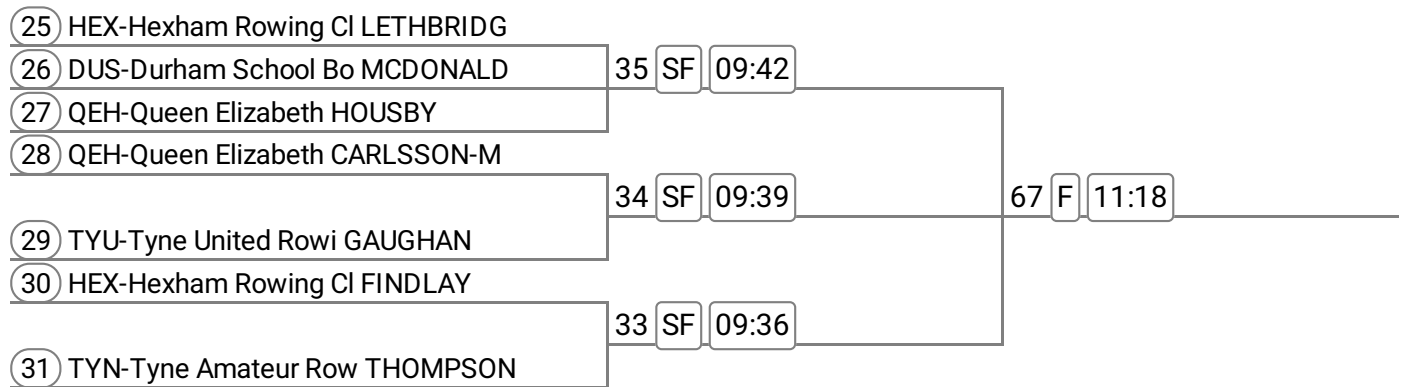 25 HEX-Hexham Rowing Cl LETHBRIDG
26 DUS-Durham School Bo MCDONALD
35 SF 09:42
27 QEH-Queen Elizabeth HOUSBY
28 QEH-Queen Elizabeth CARLSSON-M
34 SF 09:39
67 F 11:18
29 TYU-Tyne United Rowi GAUGHAN
30 HEX-Hexham Rowing Cl FINDLAY
33 SF 09:36
31 TYN-Tyne Amateur Row THOMPSON